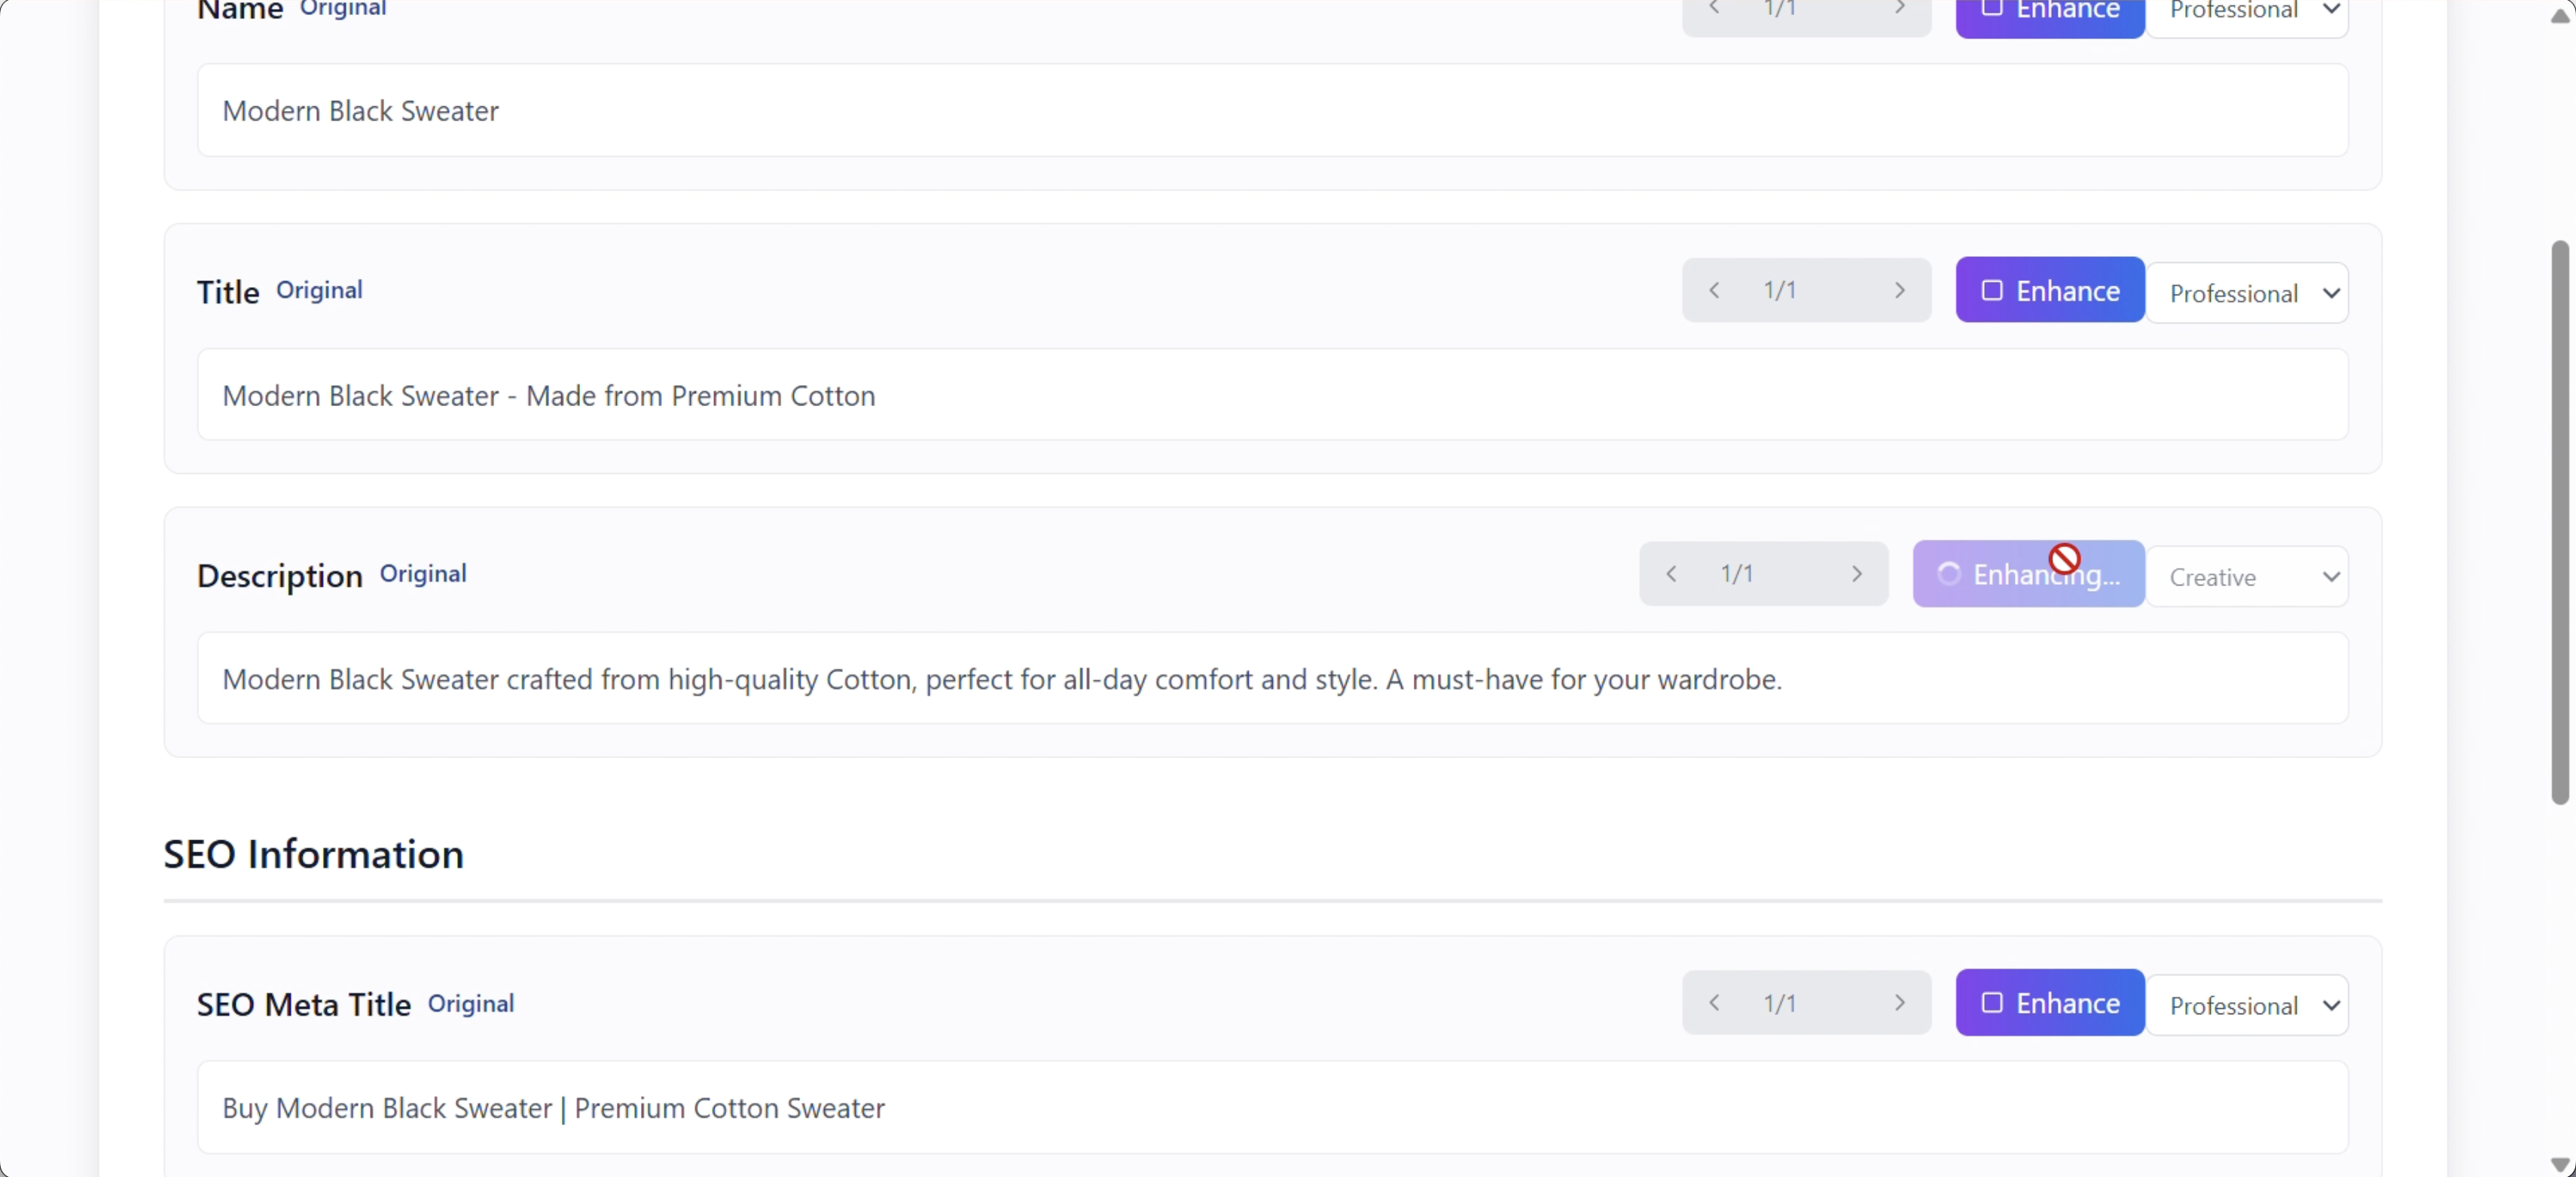 Name Original
1/1
Enhance
Professional
Modern Black Sweater
Title Original
1/1
Enhance
Professional
Modern Black Sweater - Made from Premium Cotton
Description Original
1/1
Enhancing...
Creative
Modern Black Sweater crafted from high-quality Cotton, perfect for all-day comfort and style. A must-have for your wardrobe.
SEO Information
SEO Meta Title Original
1/1
Enhance
Professional
Buy Modern Black Sweater | Premium Cotton Sweater